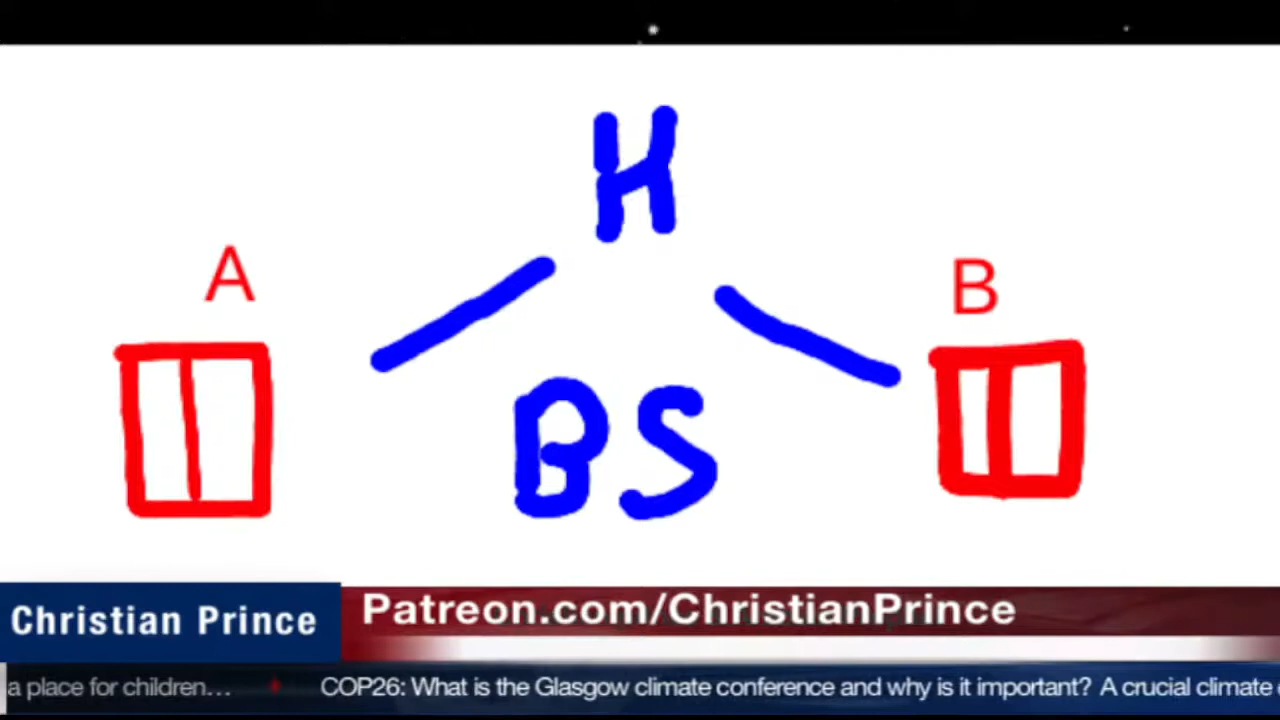 H
A
B
BS
Christian Prince
Patreon.com/ChristianPrince
a place for children... COP26: What is the Glasgow climate conference and why is it important? A crucial climate